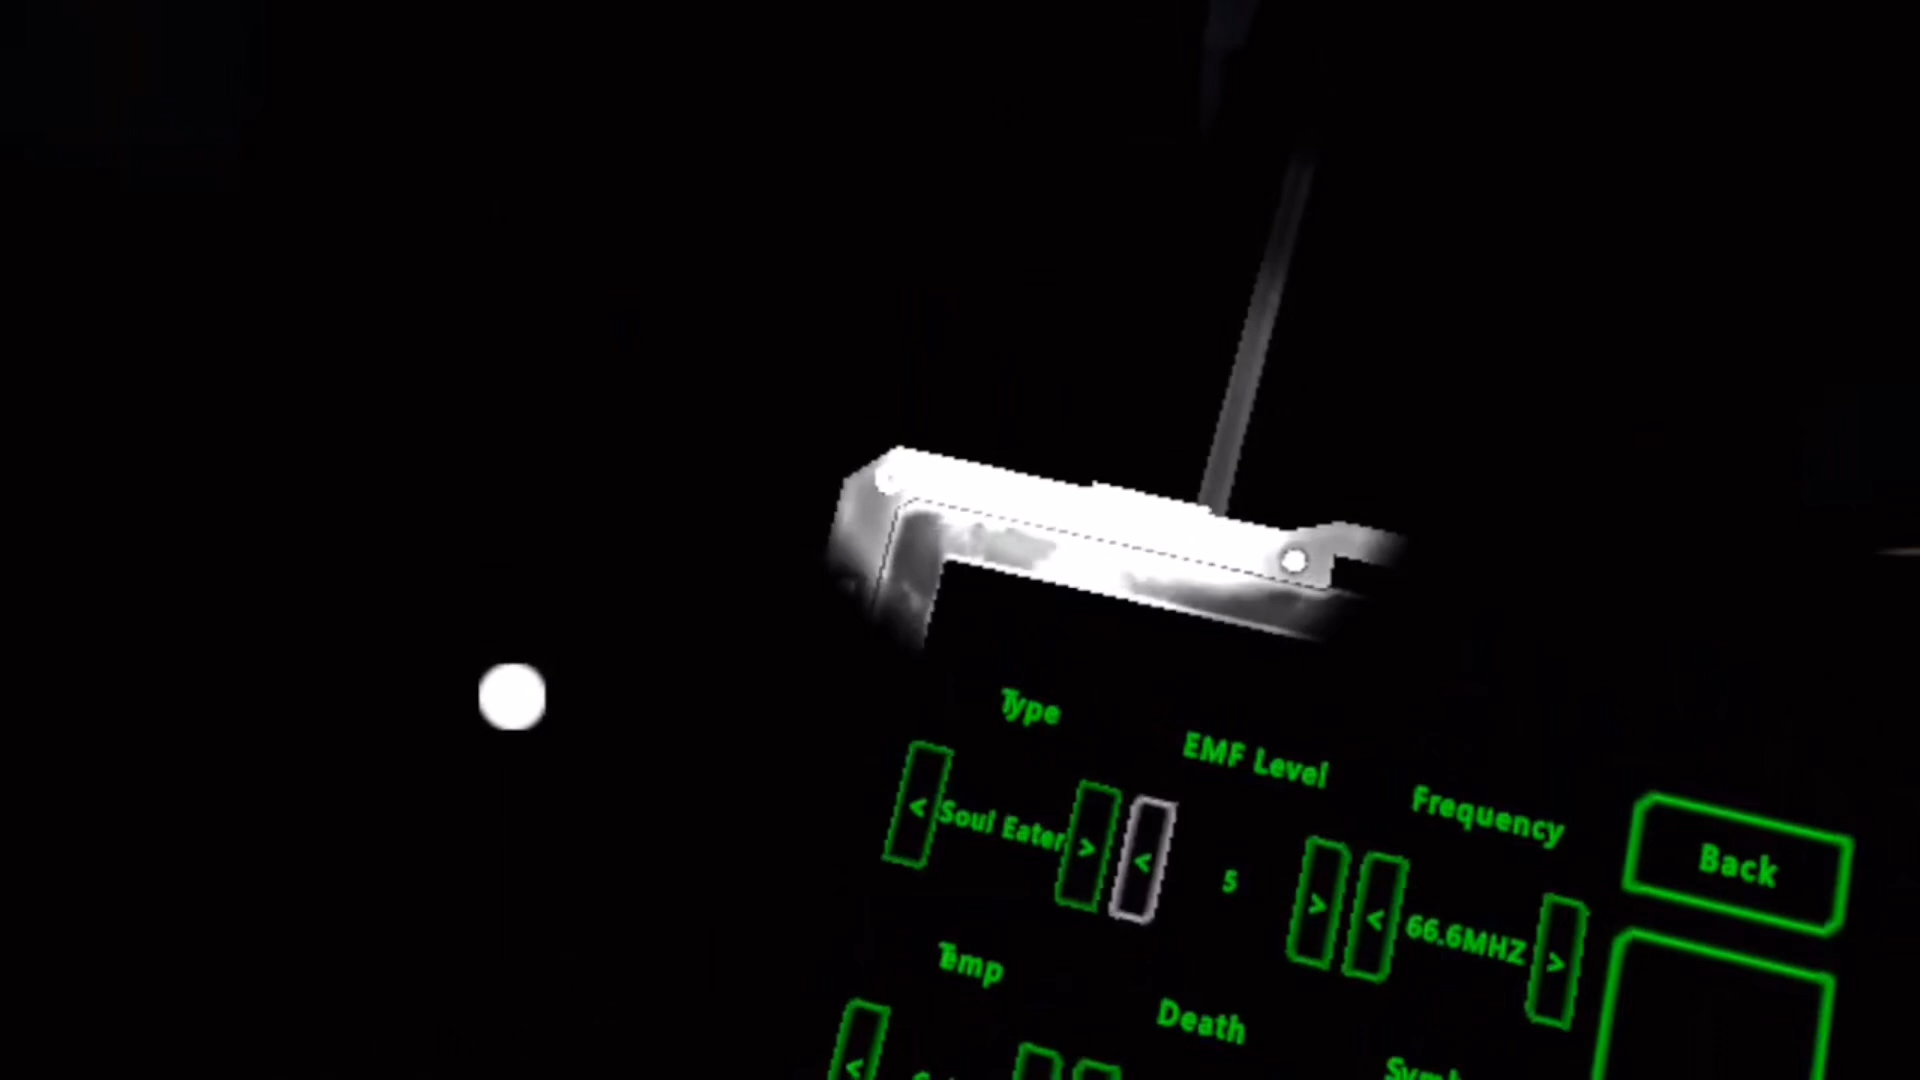 Type
EMF Level
Frequency
< Soul Eater >
< 5 >
< 66.6MHZ >
Back
Temp
Death
<